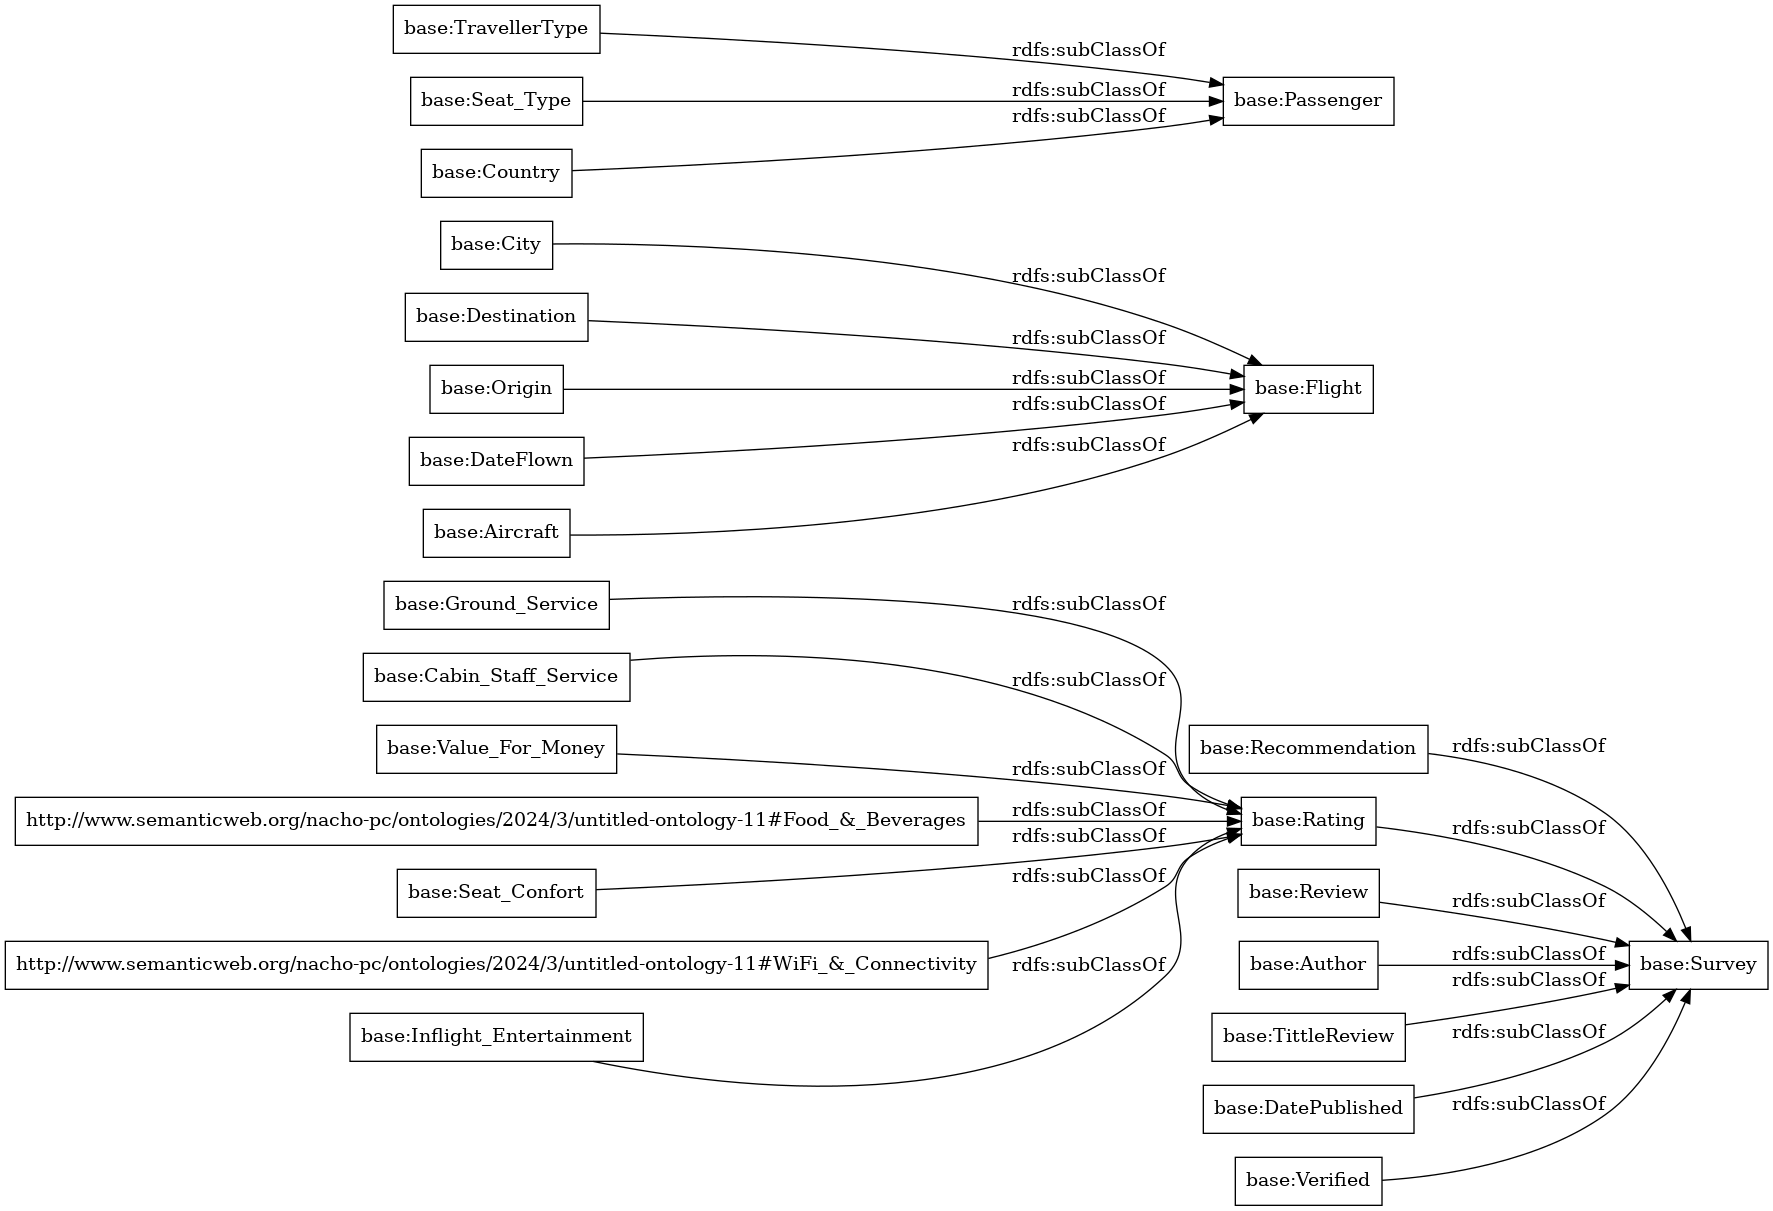 base:TravellerType
rdfs:subClassOf
base:Seat_Type
rdfs:subClassOf
base:Passenger
rdfs:subClassOf
base:Country
base:City
rdfs:subClassOf
base:Destination
rdfs:subClassOf
base:Origin
rdfs:subClassOf
base:Flight
rdfs:subClassOf
base:DateFlown
rdfs:subClassOf
base:Aircraft
base:Ground_Service
rdfs:subClassOf
base:Cabin_Staff_Service
rdfs:subClassOf
base:Value_For_Money
rdfs:subClassOf
base:Recommendation
rdfs:subClassOf
http://www.semanticweb.org/nacho-pc/ontologies/2024/3/untitled-ontology-11#Food_&_Beverages
rdfs:subClassOf
base:Rating
rdfs:subClassOf
rdfs:subClassOf
base:Seat_Confort
rdfs:subClassOf
base:Review
rdfs:subClassOf
http://www.semanticweb.org/nacho-pc/ontologies/2024/3/untitled-ontology-11#WiFi_&_Connectivity
rdfs:subClassOf
base:Author
rdfs:subClassOf
base:Survey
rdfs:subClassOf
base:Inflight_Entertainment
base:TittleReview
rdfs:subClassOf
base:DatePublished
rdfs:subClassOf
base:Verified